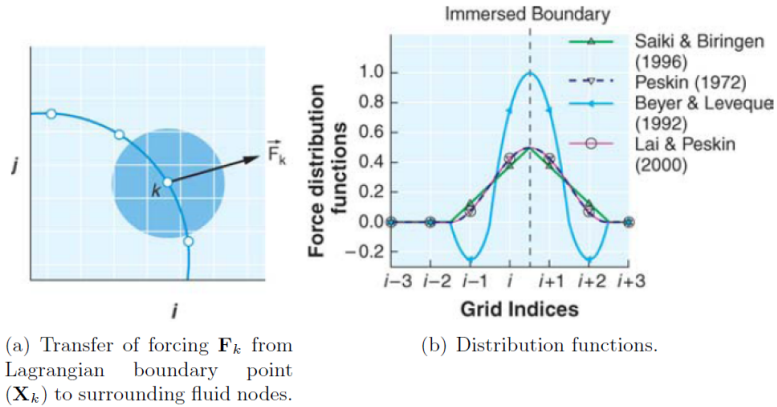 j
k
F_k
i
(a) Transfer of forcing F_k from
Lagrangian boundary point
(X_k) to surrounding fluid nodes.
Immersed Boundary
Force distribution
functions
1.0
0.8
0.6
0.4
0.2
0.0
−0.2
i−3 i−2 i−1 i i+1 i+2 i+3
Grid Indices
Saiki & Biringen
(1996)
Peskin (1972)
Beyer & Leveque
(1992)
Lai & Peskin
(2000)
(b) Distribution functions.